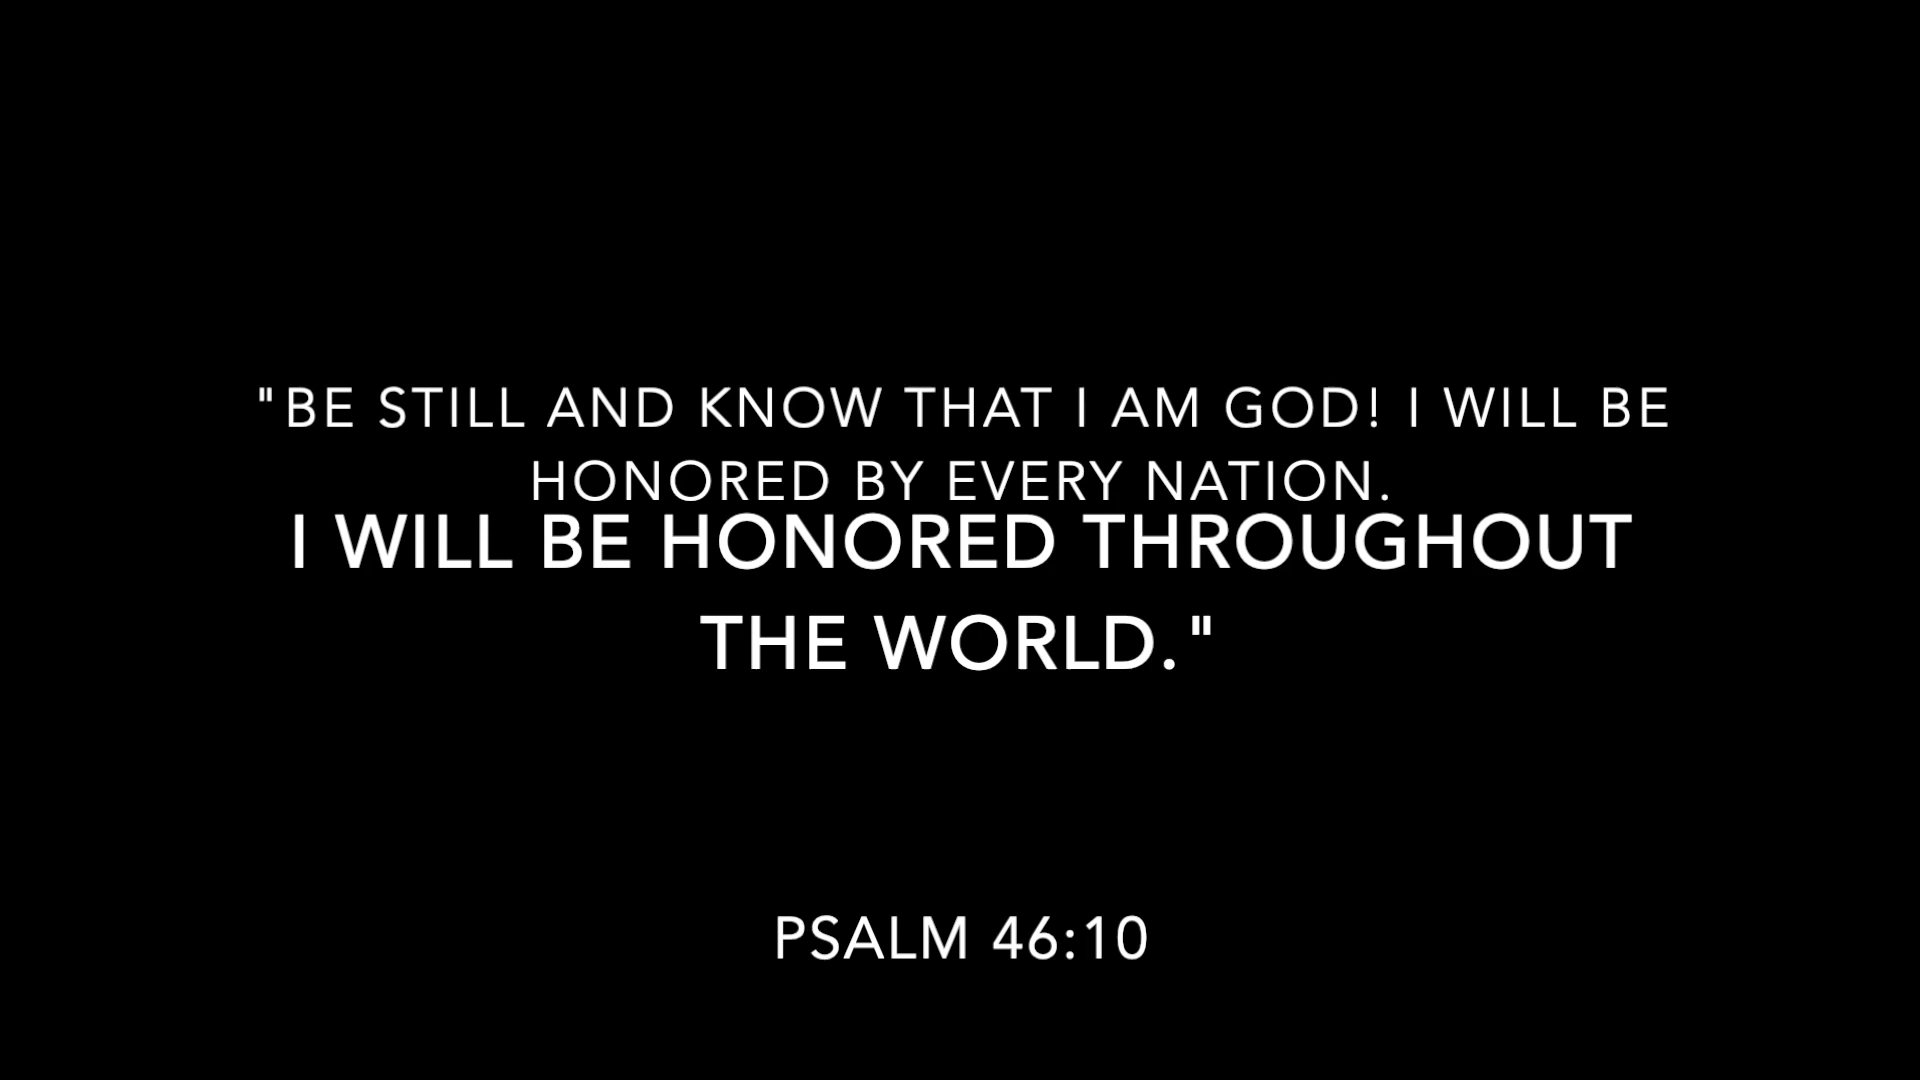 "BE STILL AND KNOW THAT I AM GOD! I WILL BE
HONORED BY EVERY NATION.
I WILL BE HONORED THROUGHOUT
THE WORLD."
PSALM 46:10